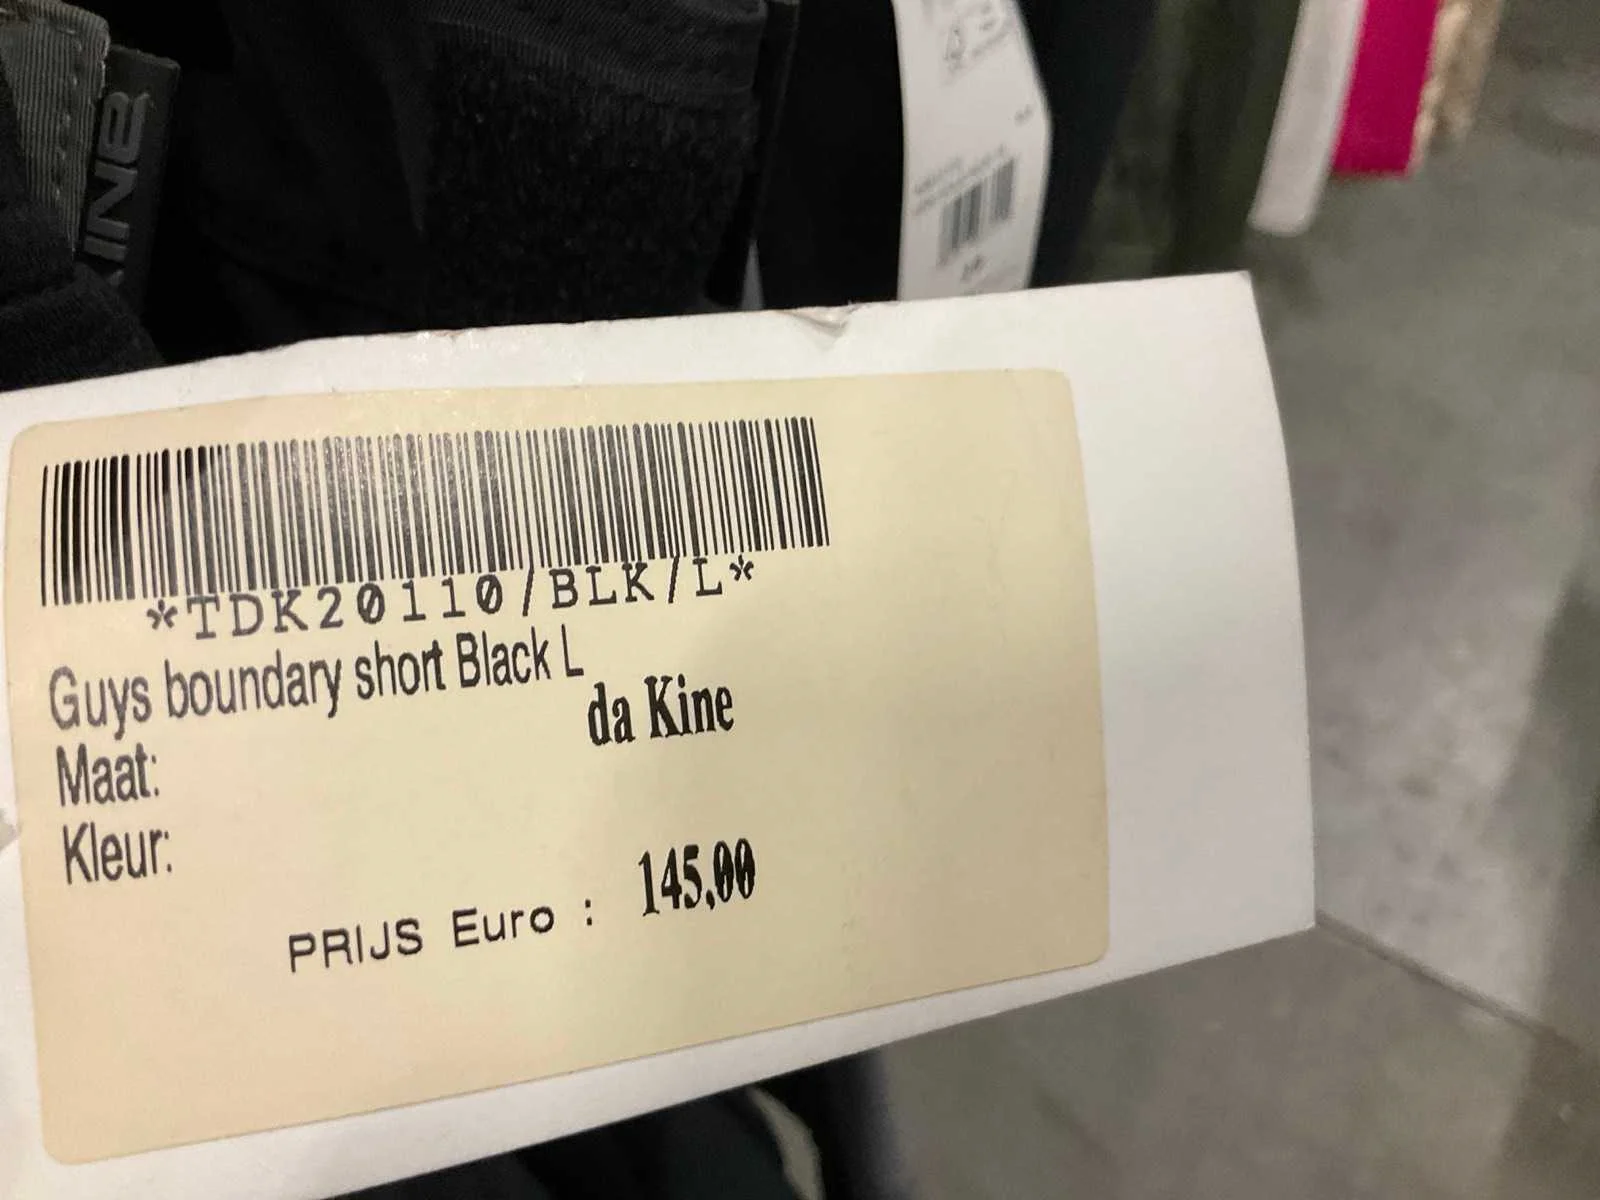 *TDK20110/BLK/L*
Guys boundary short Black L
da Kine
Maat:
Kleur:
PRIJS Euro : 145,00